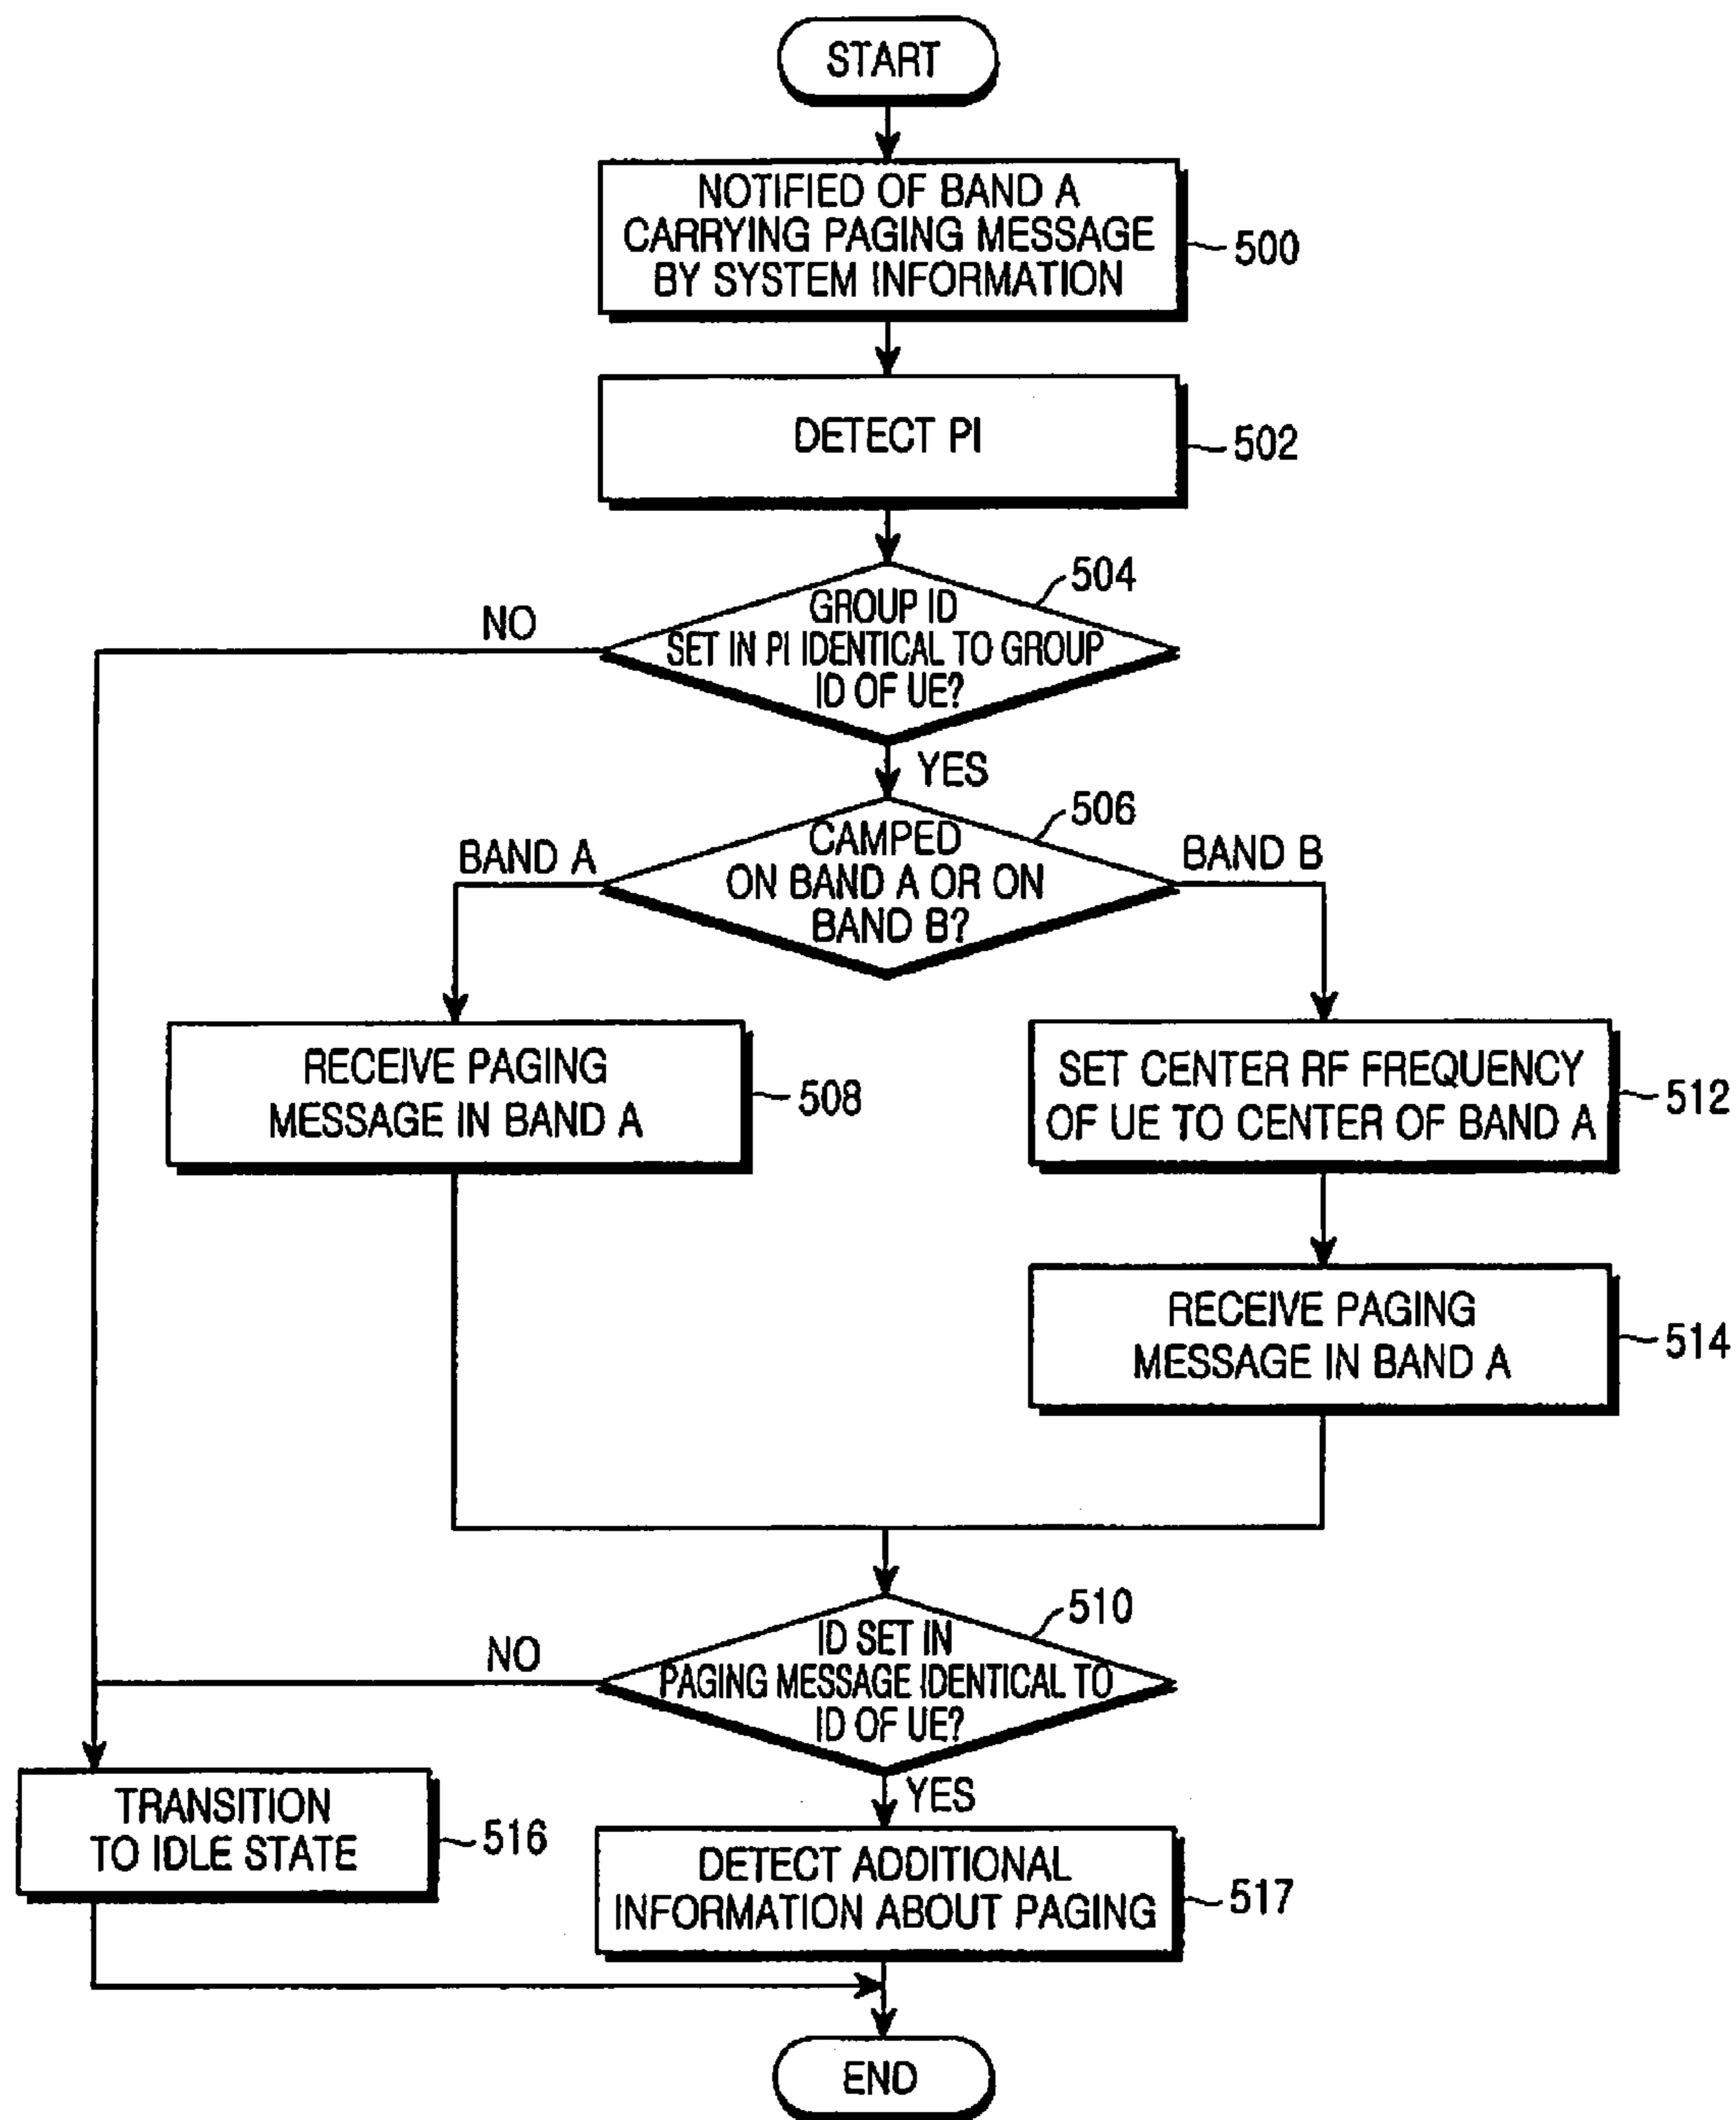 START
NOTIFIED OF BAND A
CARRYING PAGING MESSAGE
BY SYSTEM INFORMATION
500
DETECT PI
502
504
GROUP ID
SET IN PI IDENTICAL TO GROUP
ID OF UE?
NO
YES
506
CAMPED
ON BAND A OR ON
BAND B?
BAND A
BAND B
RECEIVE PAGING
MESSAGE IN BAND A
508
SET CENTER RF FREQUENCY
OF UE TO CENTER OF BAND A
512
RECEIVE PAGING
MESSAGE IN BAND A
514
510
ID SET IN
PAGING MESSAGE IDENTICAL TO
ID OF UE?
NO
YES
TRANSITION
TO IDLE STATE
516
DETECT ADDITIONAL
INFORMATION ABOUT PAGING
517
END